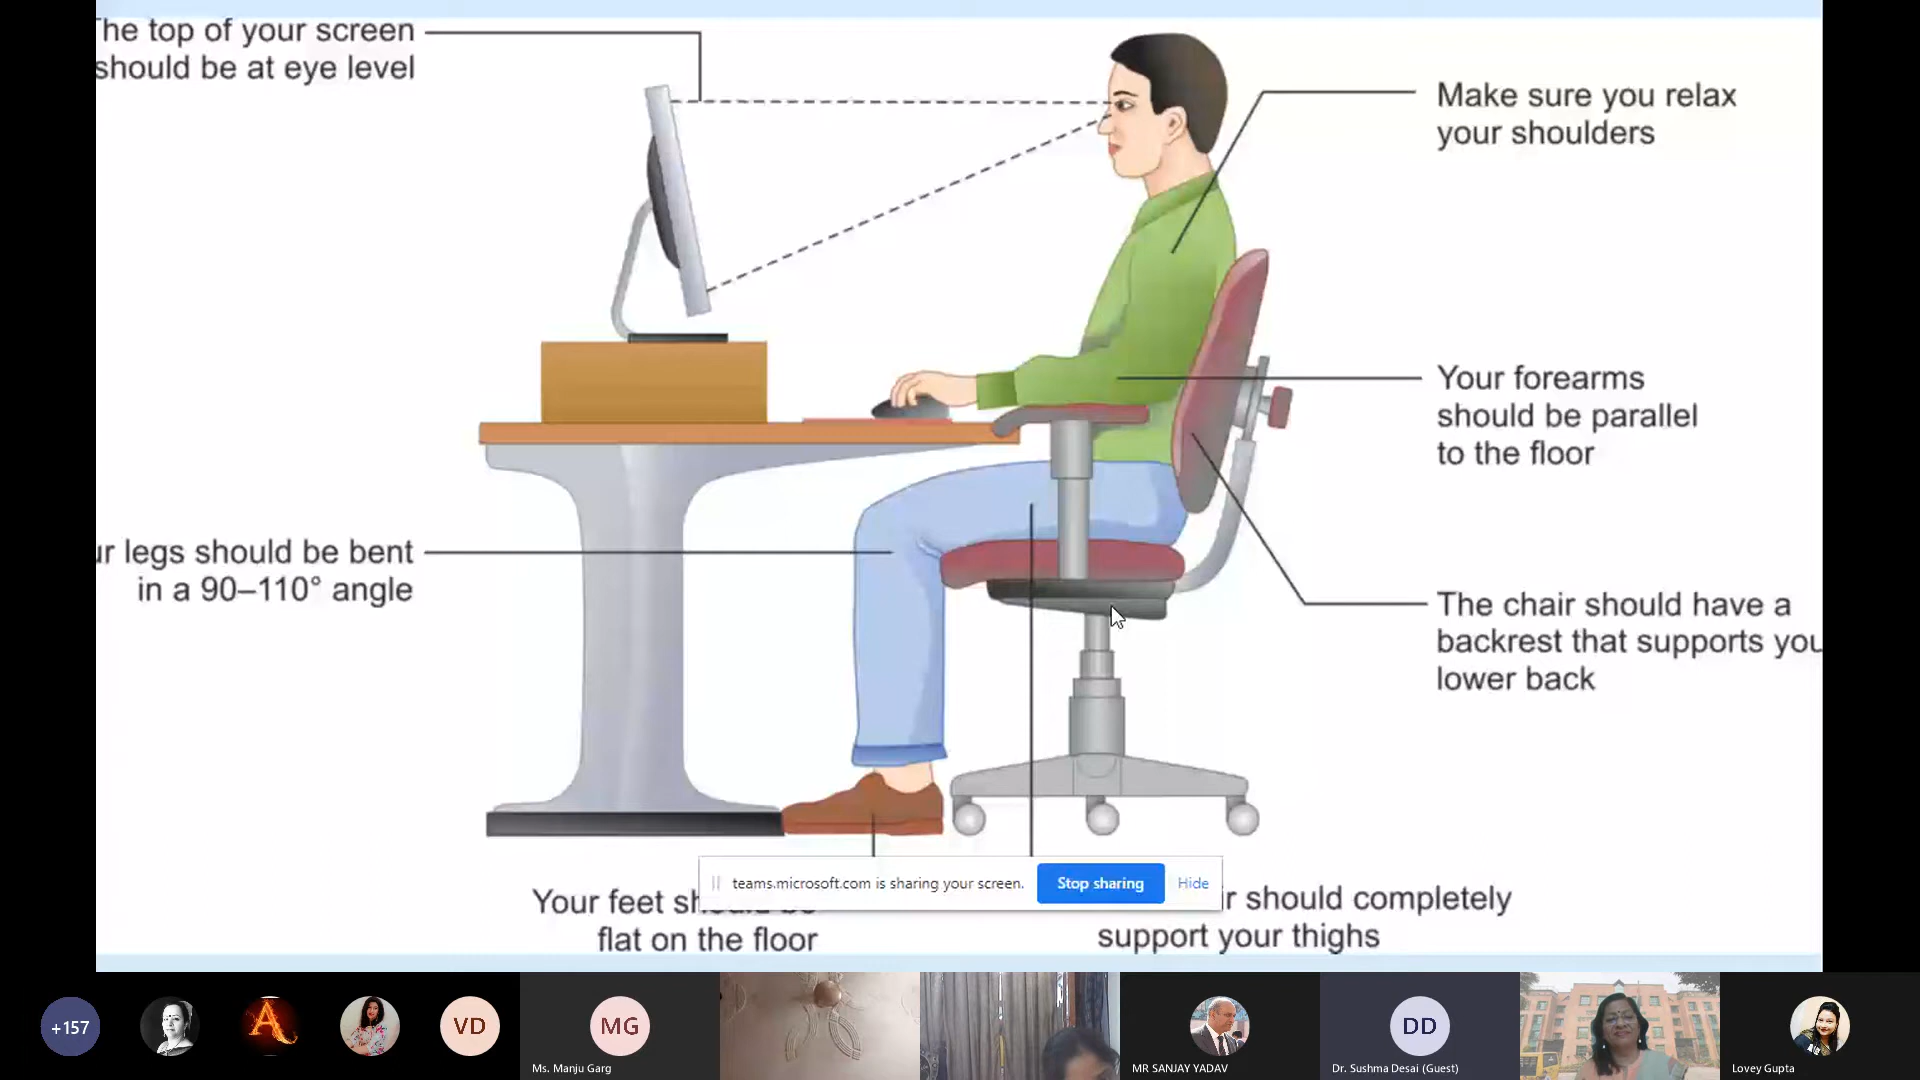 The top of your screen
should be at eye level
Make sure you relax
your shoulders
Your forearms
should be parallel
to the floor
ur legs should be bent
in a 90–110° angle
The chair should have a
backrest that supports you
lower back
teams.microsoft.com is sharing your screen.
Stop sharing
Hide
Your feet should be
flat on the floor
r should completely
support your thighs
+157
A
VD
MG
Ms. Manju Garg
MR SANJAY YADAV
DD
Dr. Sushma Desai (Guest)
Lovey Gupta